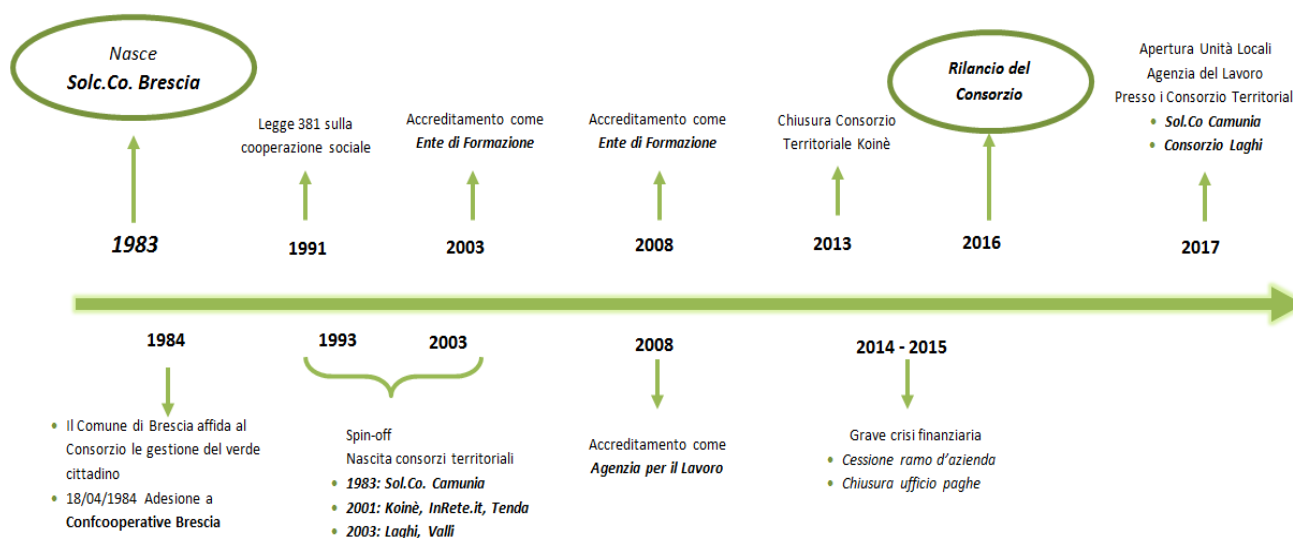 Nasce
Solc.Co. Brescia
1983
Legge 381 sulla
cooperazione sociale
1991
Accreditamento come
Ente di Formazione
2003
Accreditamento come
Ente di Formazione
2008
Chiusura Consorzio
Territoriale Koinè
2013
Rilancio del
Consorzio
2016
Apertura Unità Locali
Agenzia del Lavoro
Presso i Consorzio Territorial
• Sol.Co Camunia
• Consorzio Laghi
2017
1984
• Il Comune di Brescia affida al
Consorzio le gestione del verde
cittadino
• 18/04/1984 Adesione a
Confcooperative Brescia
1993 2003
Spin-off
Nascita consorzi territoriali
• 1983: Sol.Co. Camunia
• 2001: Koinè, InRete.it, Tenda
• 2003: Laghi, Valli
2008
Accreditamento come
Agenzia per il Lavoro
2014 - 2015
Grave crisi finanziaria
• Cessione ramo d'azienda
• Chiusura ufficio paghe